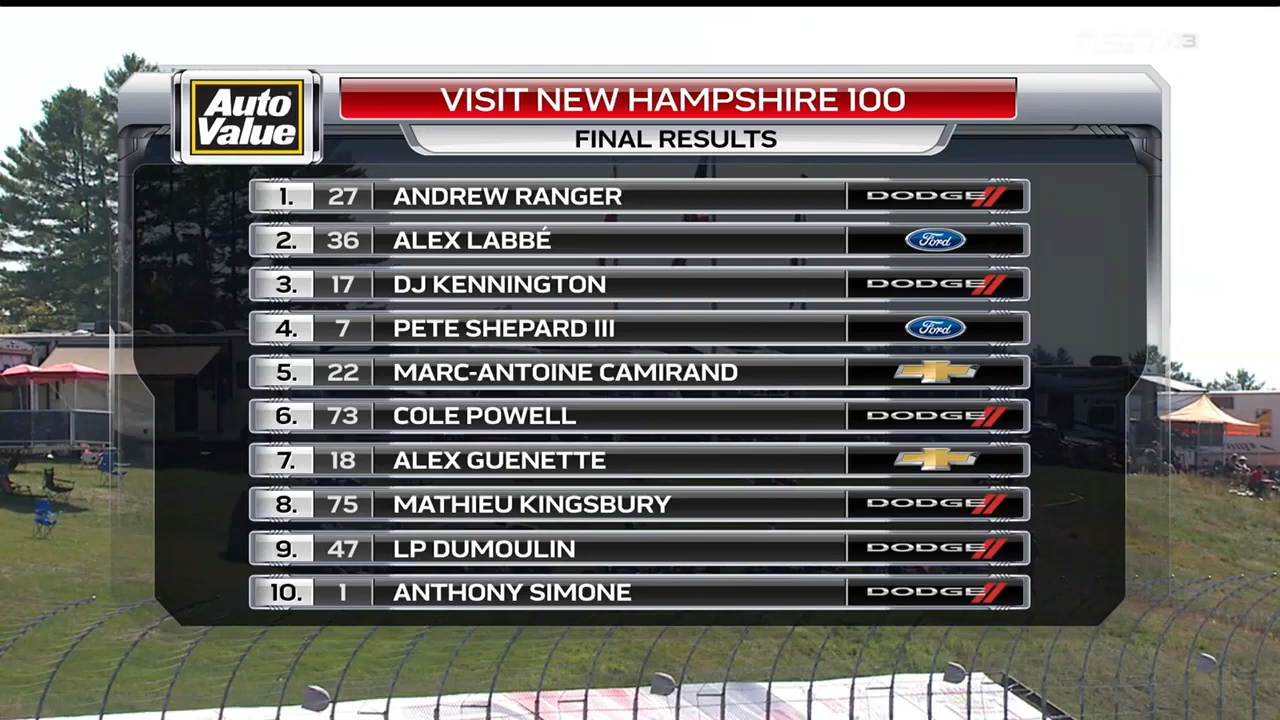 Auto
Value
VISIT NEW HAMPSHIRE 100
FINAL RESULTS
1. 27 ANDREW RANGER DODGE
2. 36 ALEX LABBÉ Ford
3. 17 DJ KENNINGTON DODGE
4. 7 PETE SHEPARD III Ford
5. 22 MARC-ANTOINE CAMIRAND
6. 73 COLE POWELL DODGE
7. 18 ALEX GUENETTE
8. 75 MATHIEU KINGSBURY DODGE
9. 47 LP DUMOULIN DODGE
10. 1 ANTHONY SIMONE DODGE